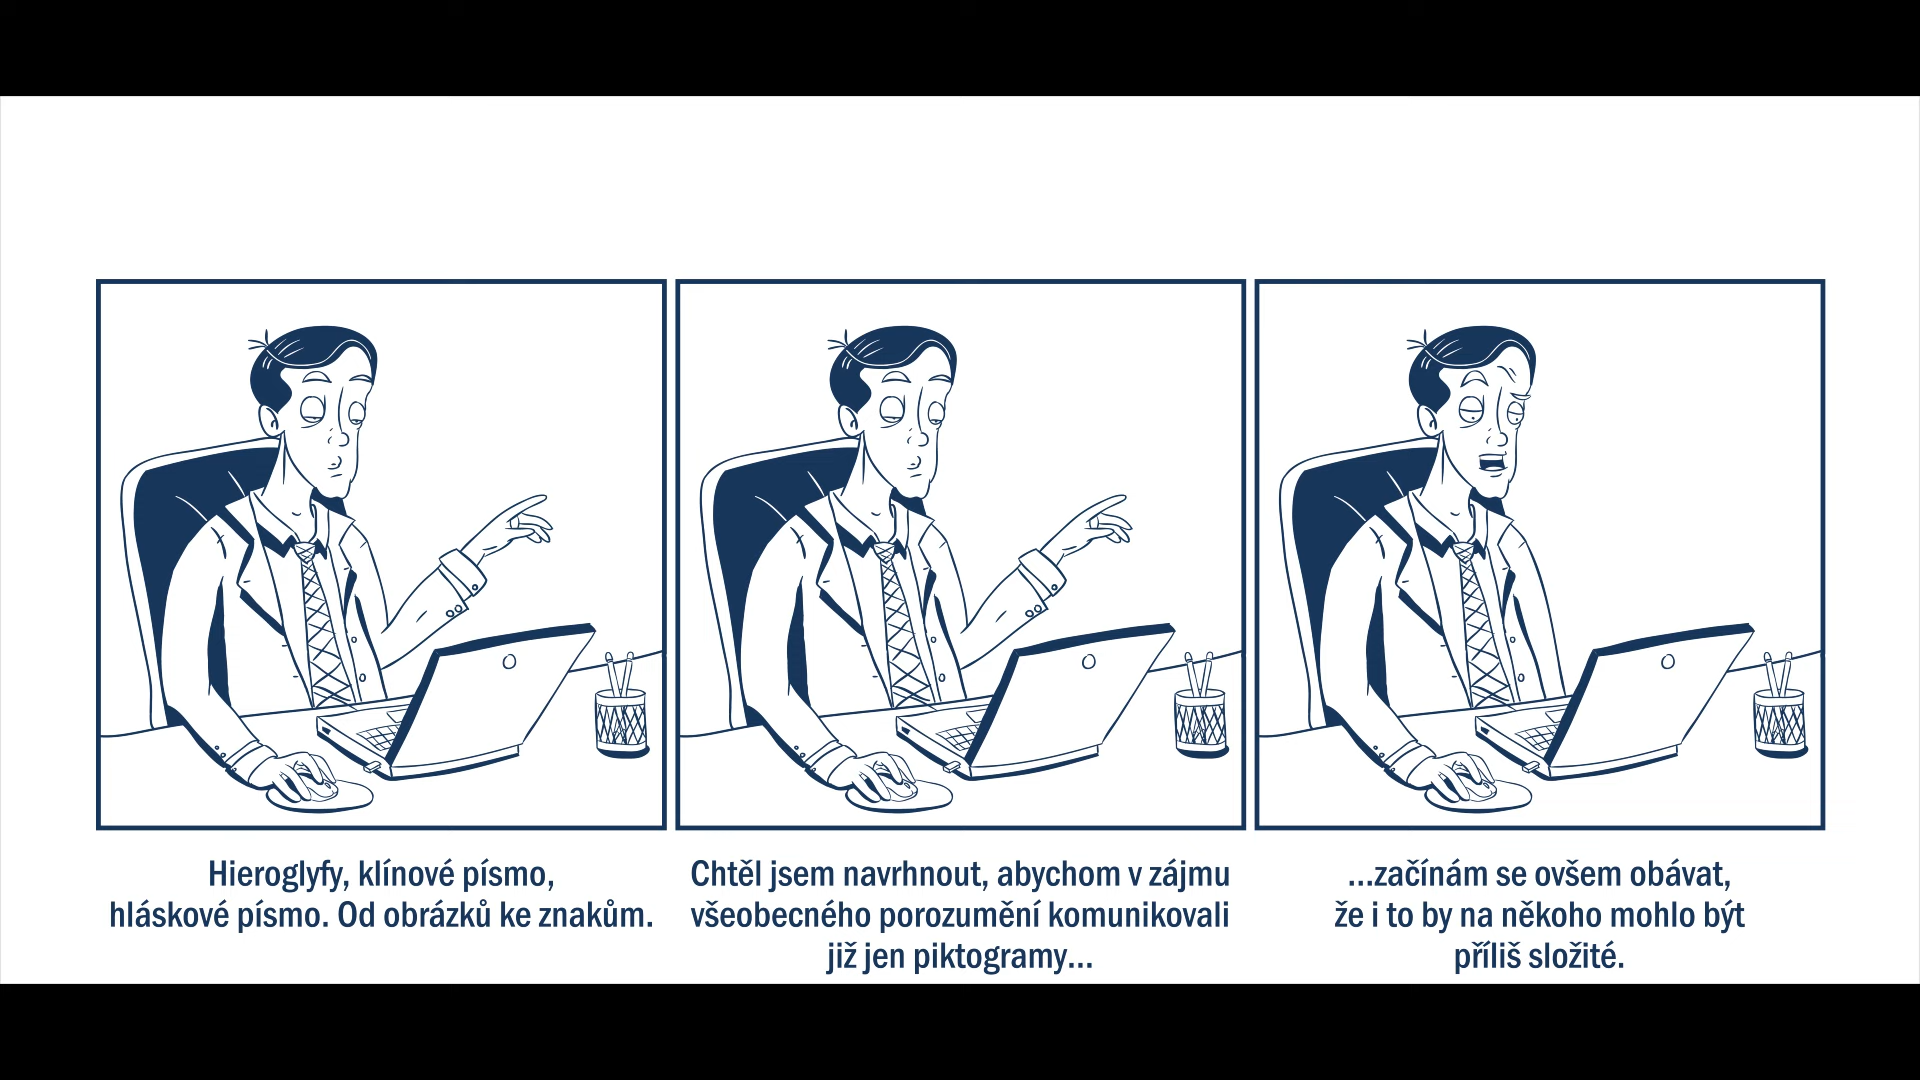 Hieroglyfy, klínové písmo,
hláskové písmo. Od obrázků ke znakům.
Chtěl jsem navrhnout, abychom v zájmu
všeobecného porozumění komunikovali
již jen piktogramy...
...začínám se ovšem obávat,
že i to by na někoho mohlo být
příliš složité.